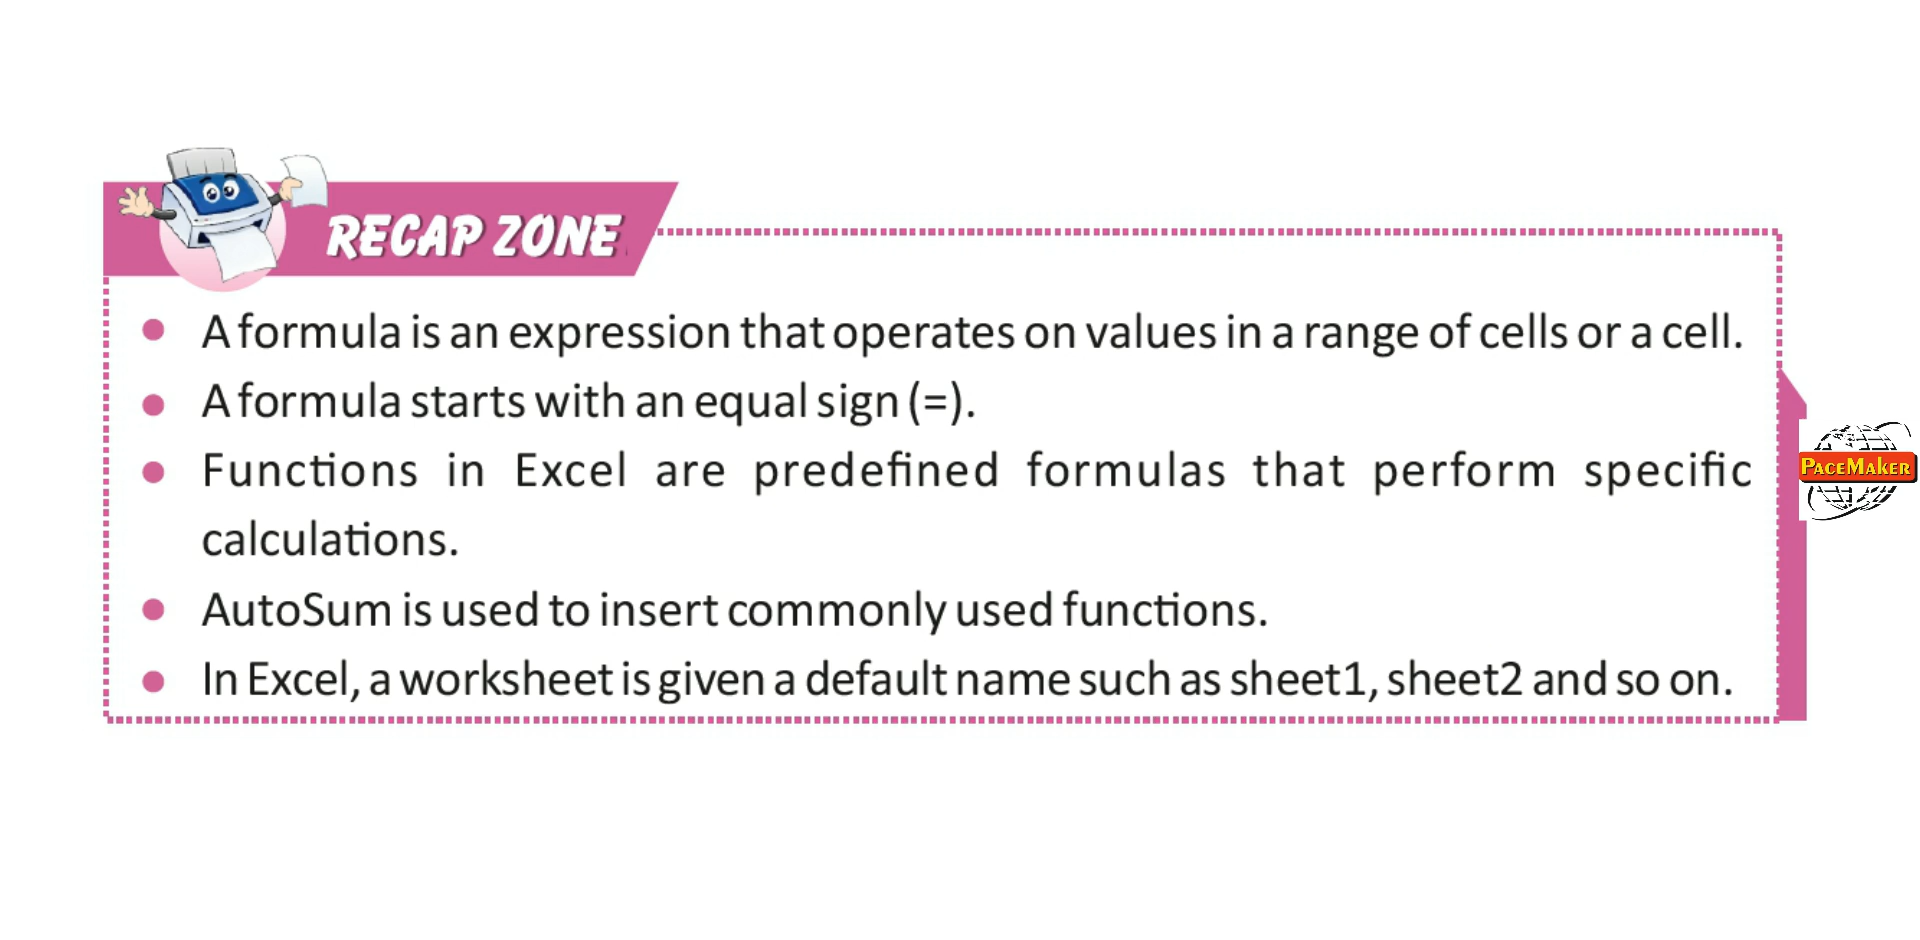 RECAP ZONE
A formula is an expression that operates on values in a range of cells or a cell.
A formula starts with an equal sign (=).
Functions in Excel are predefined formulas that perform specific
calculations.
AutoSum is used to insert commonly used functions.
In Excel, a worksheet is given a default name such as sheet1, sheet2 and so on.
PACEMAKER